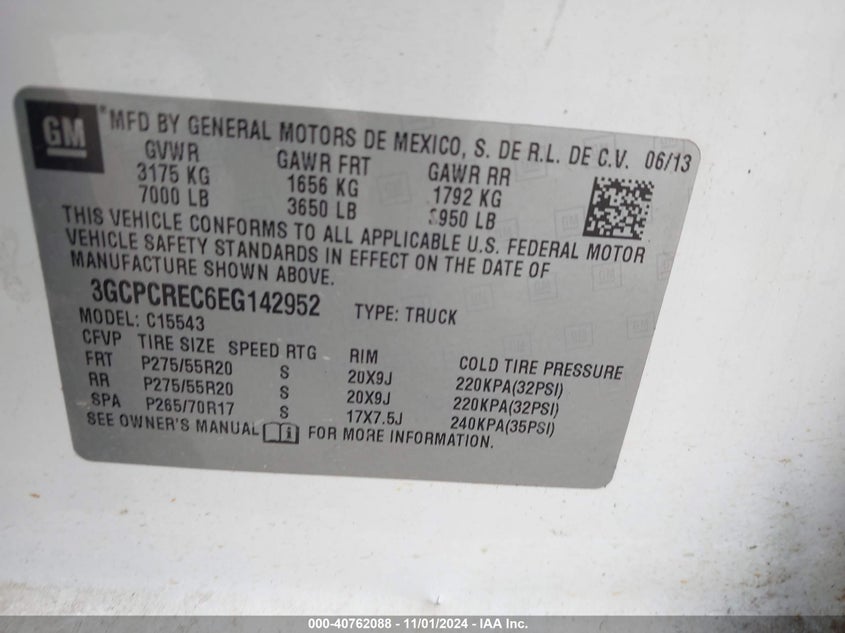 GM *MFD BY GENERAL MOTORS DE MEXICO, S. DE R.L. DE C.V. 06/13
GVWR GAWR FRT GAWR RR
3175 KG 1656 KG 1792 KG
7000 LB 3650 LB 950 LB
THIS VEHICLE CONFORMS TO ALL APPLICABLE U.S. FEDERAL MOTOR
VEHICLE SAFETY STANDARDS IN EFFECT ON THE DATE OF
MANUFACTURE SHOWN ABOVE.
3GCPCREC6EG142952 TYPE: TRUCK
MODEL: C15543
CFVP TIRE SIZE SPEED RTG RIM COLD TIRE PRESSURE
FRT P275/55R20 S 20X9J 220KPA(32PSI)
RR P275/55R20 S 20X9J 220KPA(32PSI)
SPA P265/70R17 S 17X7.5J 240KPA(35PSI)
SEE OWNER'S MANUAL i FOR MORE INFORMATION.
000-40762088 - 11/01/2024 - IAA Inc.